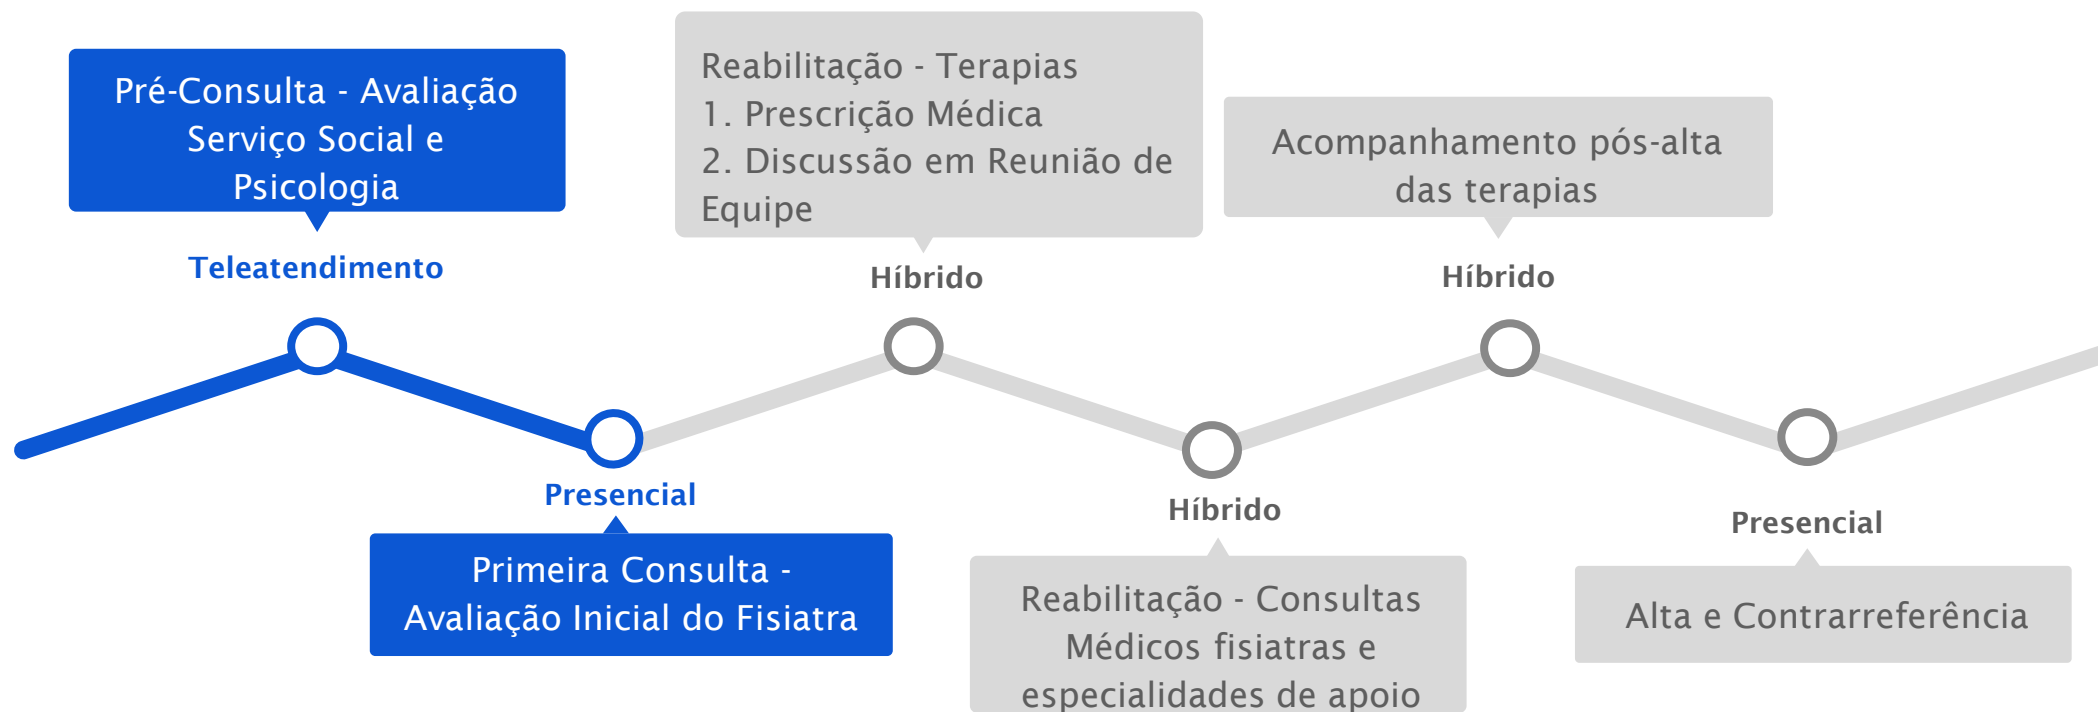 Pré-Consulta - Avaliação
Serviço Social e
Psicologia
Teleatendimento
Presencial
Primeira Consulta -
Avaliação Inicial do Fisiatra
Reabilitação - Terapias
1. Prescrição Médica
2. Discussão em Reunião de
Equipe
Híbrido
Híbrido
Reabilitação - Consultas
Médicos fisiatras e
especialidades de apoio
Acompanhamento pós-alta
das terapias
Híbrido
Presencial
Alta e Contrarreferência